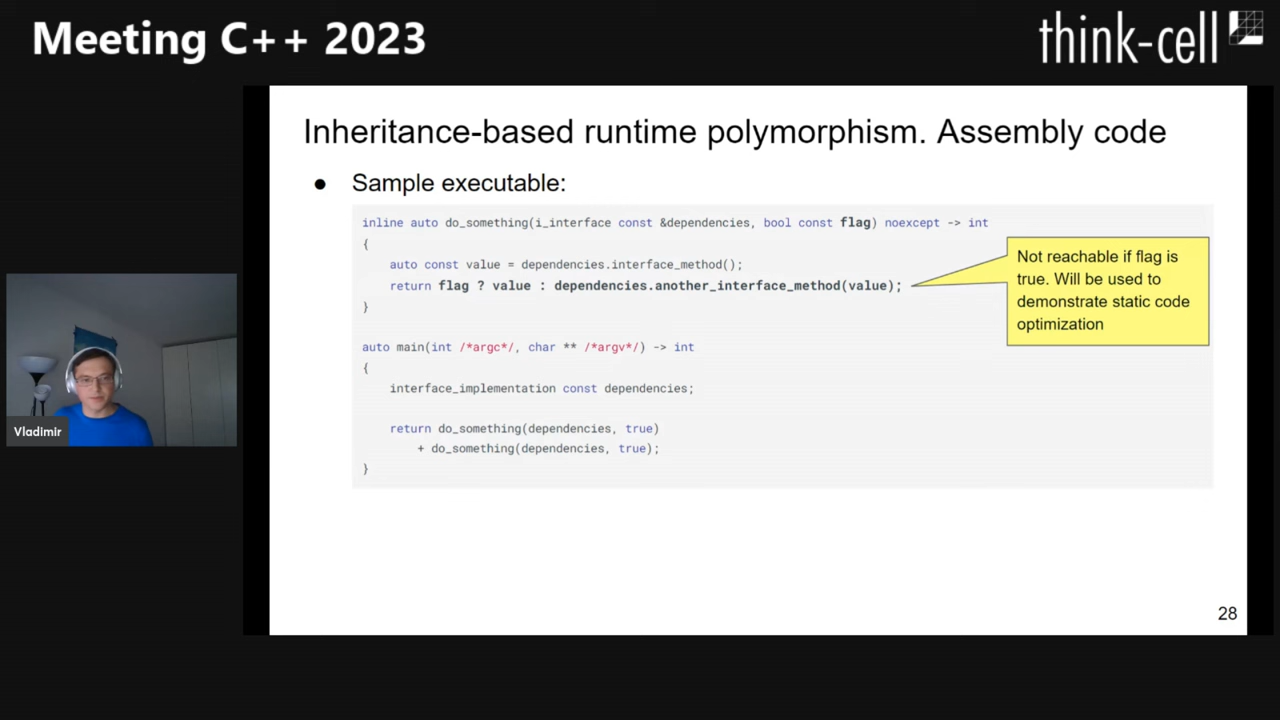 Meeting C++ 2023
think-cell
Inheritance-based runtime polymorphism. Assembly code
● Sample executable:
inline auto do_something(i_interface const &dependencies, bool const flag) noexcept -> int
{
    auto const value = dependencies.interface_method();
    return flag ? value : dependencies.another_interface_method(value);
}
auto main(int /*argc*/, char ** /*argv*/) -> int
{
    interface_implementation const dependencies;
    return do_something(dependencies, true)
        + do_something(dependencies, true);
}
Not reachable if flag is
true. Will be used to
demonstrate static code
optimization
Vladimir
28